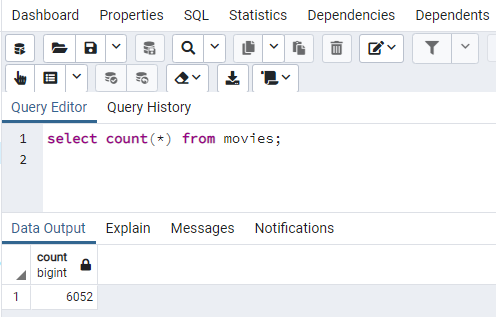 Dashboard Properties SQL Statistics Dependencies Dependents
Query Editor Query History
1 select count(*) from movies;
2
Data Output Explain Messages Notifications
count
bigint
1 6052